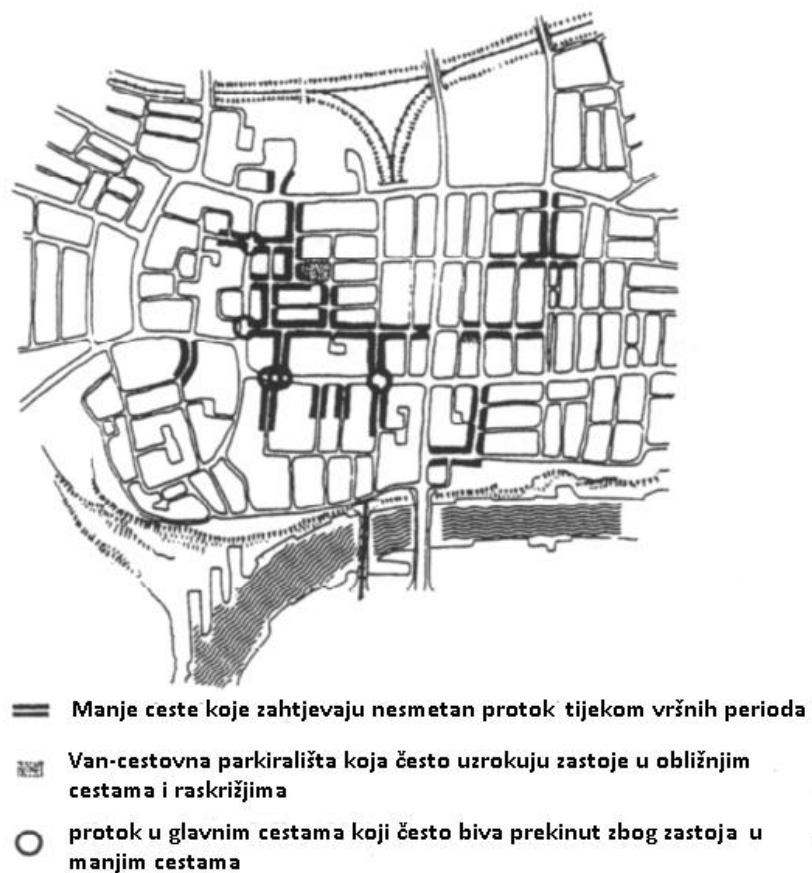 Manje ceste koje zahtjevaju nesmetan protok tijekom vršnih perioda
Van-cestovna parkirališta koja često uzrokuju zastoje u obližnjim
cestama i raskrižjima
protok u glavnim cestama koji često biva prekinut zbog zastoja u
manjim cestama